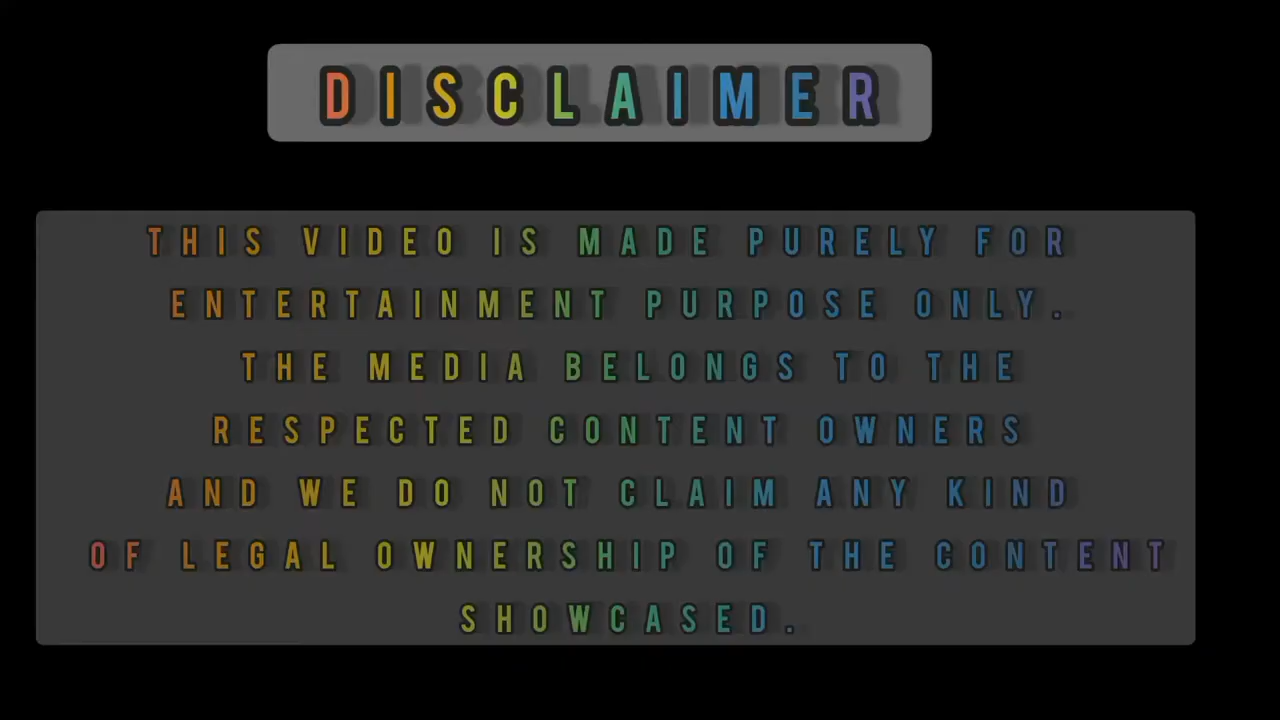 DISCLAIMER
THIS VIDEO IS MADE PURELY FOR
ENTERTAINMENT PURPOSE ONLY.
THE MEDIA BELONGS TO THE
RESPECTED CONTENT OWNERS
AND WE DO NOT CLAIM ANY KIND
OF LEGAL OWNERSHIP OF THE CONTENT
SHOWCASED.